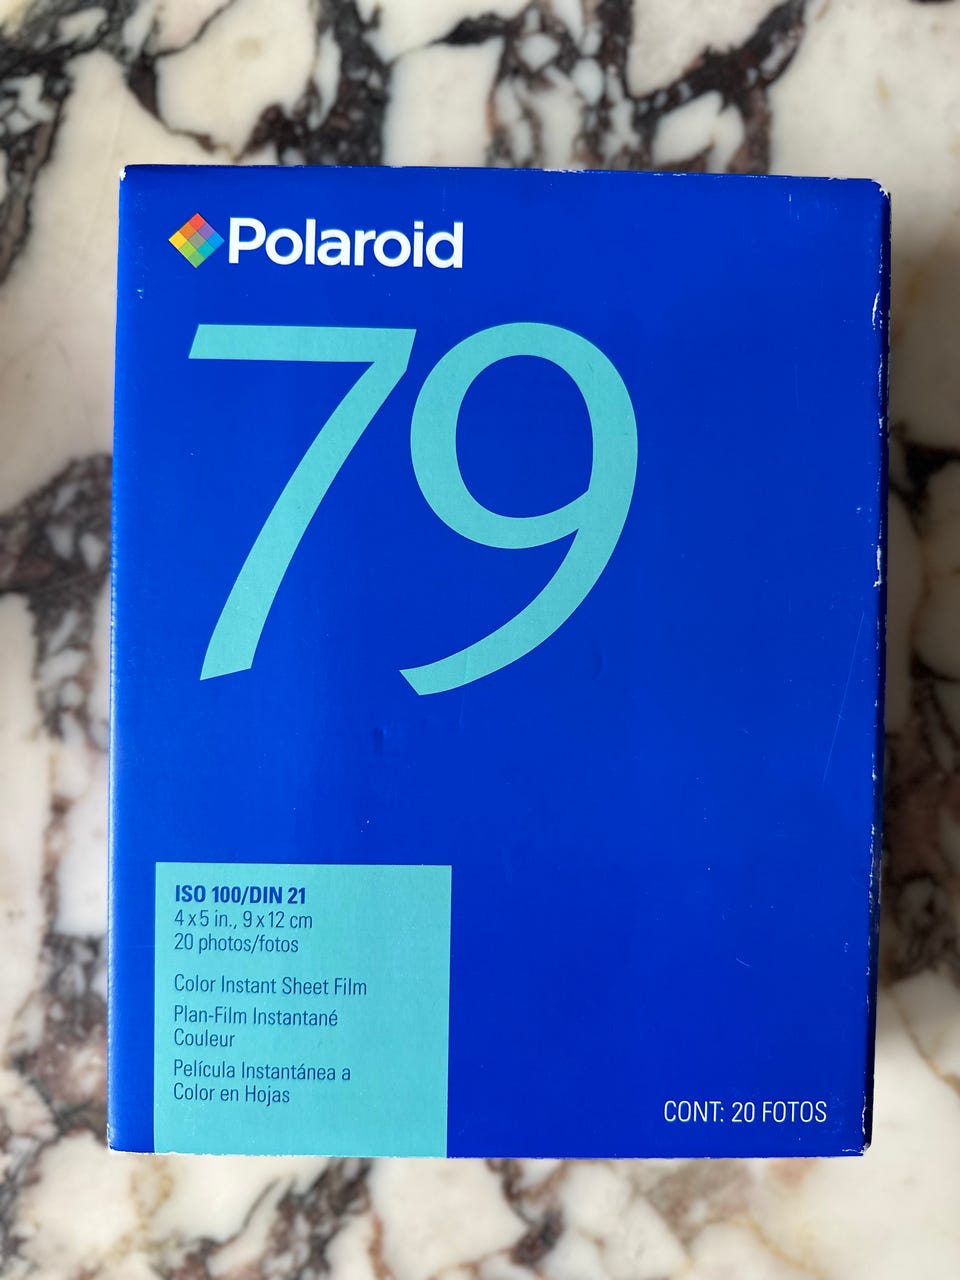 Polaroid
79
ISO 100/DIN 21
4 x 5 in., 9 x 12 cm
20 photos/fotos
Color Instant Sheet Film
Plan-Film Instantané
Couleur
Película Instantánea a
Color en Hojas
CONT: 20 FOTOS